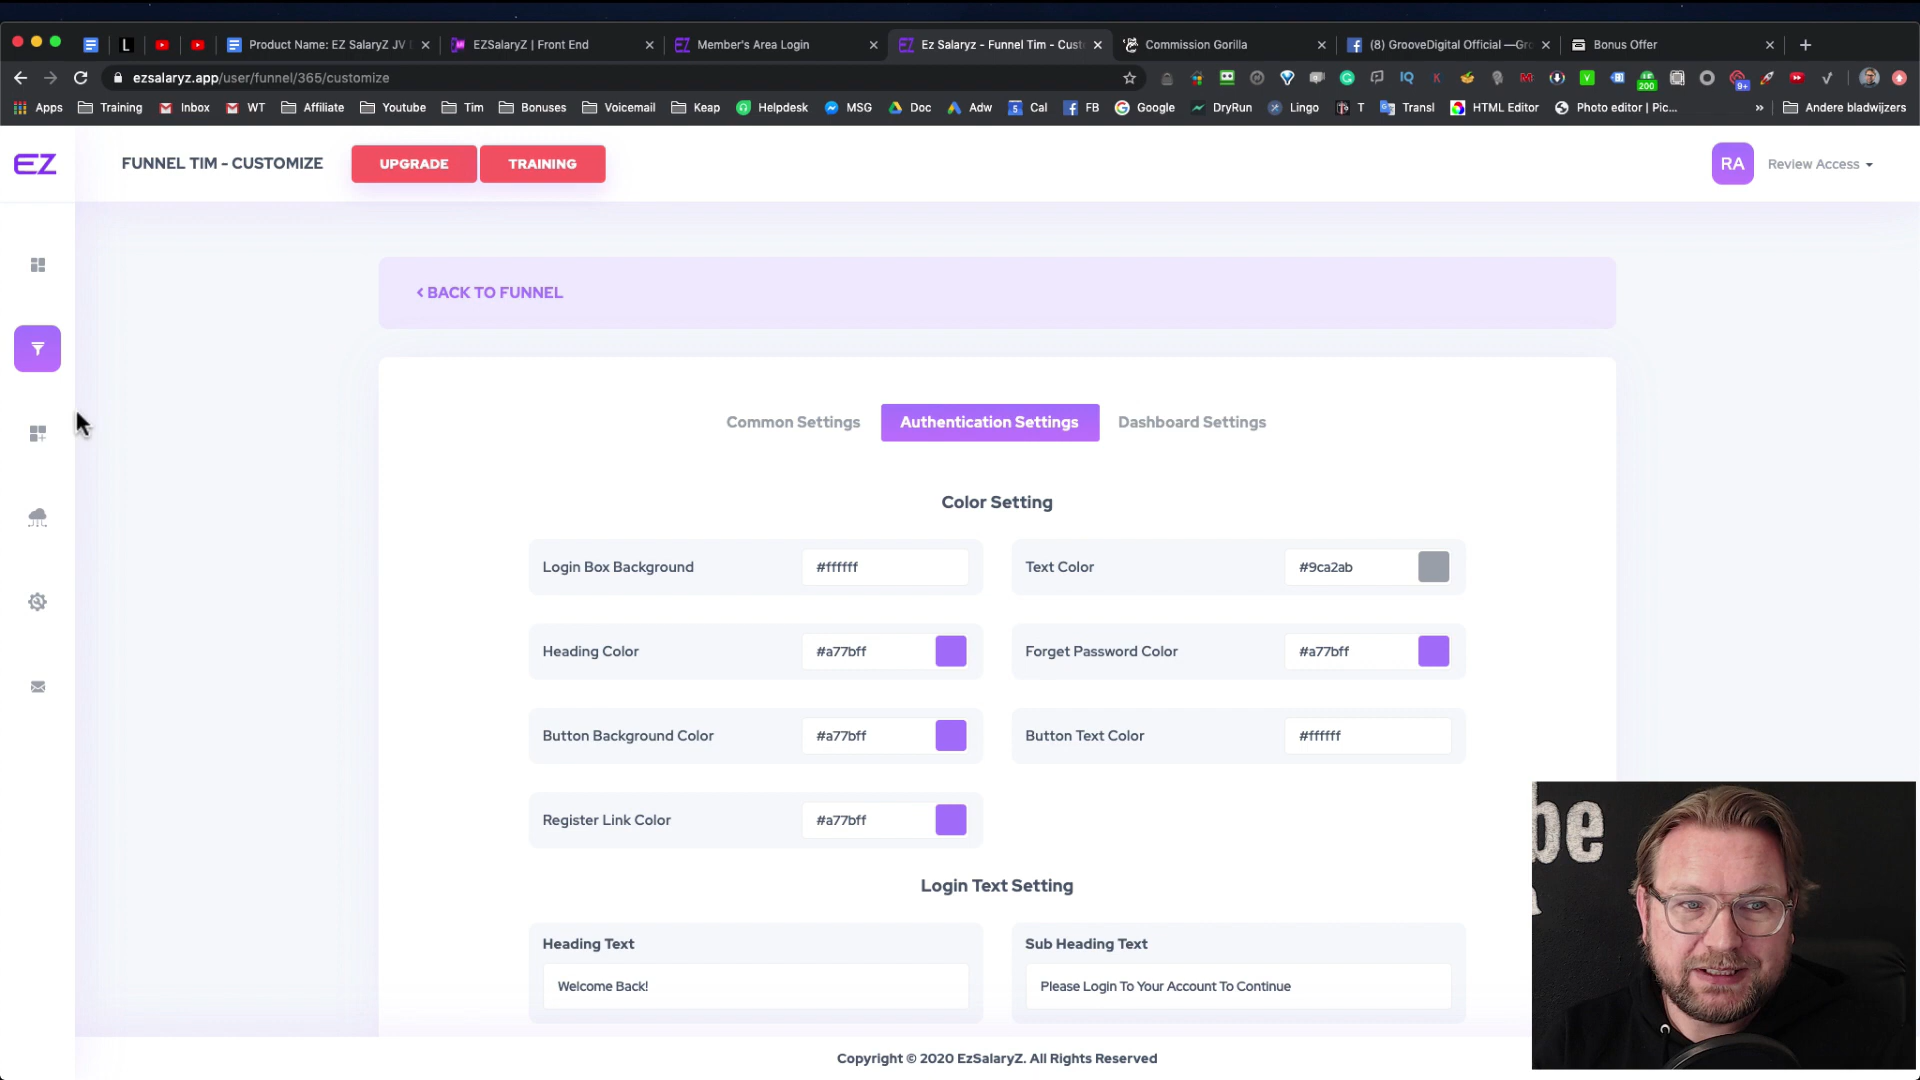 Product Name: EZ SalaryZ JV
EZSalaryZ | Front End
Member's Area Login
Ez Salaryz - Funnel Tim - Cust
Commission Gorilla
(8) GrooveDigital Official —Gro
Bonus Offer
ezsalaryz.app/user/funnel/365/customize
Apps
Training
Inbox
WT
Affiliate
Youtube
Tim
Bonuses
Voicemail
Keap
Helpdesk
MSG
Doc
Adw
Cal
FB
Google
DryRun
Lingo
T
Transl
HTML Editor
Photo editor | Pic...
Andere bladwijzers
EZ
FUNNEL TIM - CUSTOMIZE
UPGRADE
TRAINING
RA
Review Access
< BACK TO FUNNEL
Common Settings
Authentication Settings
Dashboard Settings
Color Setting
Login Box Background
#ffffff
Text Color
#9ca2ab
Heading Color
#a77bff
Forget Password Color
#a77bff
Button Background Color
#a77bff
Button Text Color
#ffffff
Register Link Color
#a77bff
Login Text Setting
Heading Text
Sub Heading Text
Welcome Back!
Please Login To Your Account To Continue
be
Copyright © 2020 EzSalaryZ. All Rights Reserved